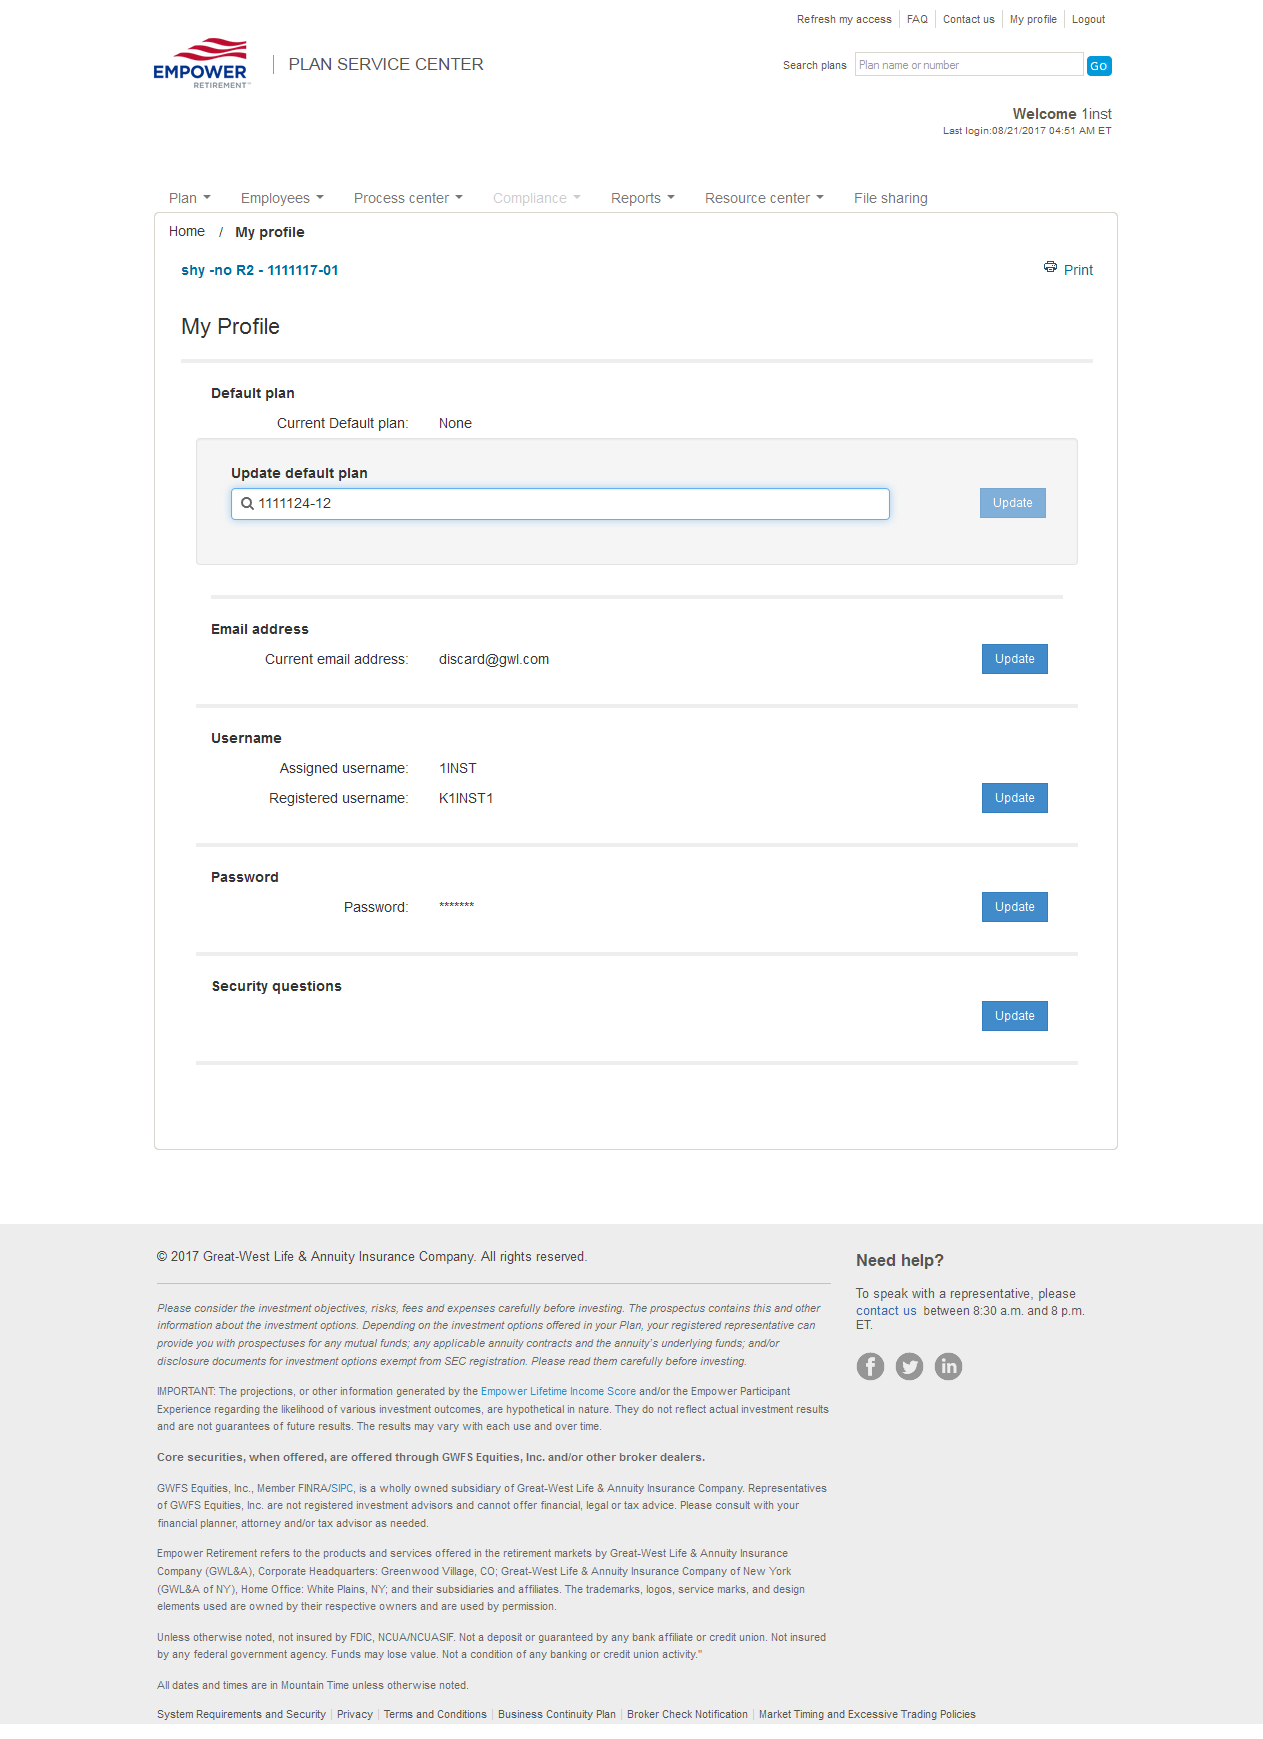 Refresh my access | FAQ | Contact us | My profile | Logout
EMPOWER
RETIREMENT™
PLAN SERVICE CENTER
Search plans Plan name or number Go
Welcome 1inst
Last login:08/21/2017 04:51 AM ET
Plan Employees Process center Compliance Reports Resource center File sharing
Home / My profile
shy -no R2 - 1111117-01 Print
My Profile
Default plan
Current Default plan: None
Update default plan
1111124-12 Update
Email address
Current email address: discard@gwl.com Update
Username
Assigned username: 1INST
Registered username: K1INST1 Update
Password
Password: ******* Update
Security questions
Update
© 2017 Great-West Life & Annuity Insurance Company. All rights reserved.
Please consider the investment objectives, risks, fees and expenses carefully before investing. The prospectus contains this and other
information about the investment options. Depending on the investment options offered in your Plan, your registered representative can
provide you with prospectuses for any mutual funds; any applicable annuity contracts and the annuity's underlying funds; and/or
disclosure documents for investment options exempt from SEC registration. Please read them carefully before investing.
IMPORTANT: The projections, or other information generated by the Empower Lifetime Income Score and/or the Empower Participant
Experience regarding the likelihood of various investment outcomes, are hypothetical in nature. They do not reflect actual investment results
and are not guarantees of future results. The results may vary with each use and over time.
Core securities, when offered, are offered through GWFS Equities, Inc. and/or other broker dealers.
GWFS Equities, Inc., Member FINRA/SIPC, is a wholly owned subsidiary of Great-West Life & Annuity Insurance Company. Representatives
of GWFS Equities, Inc. are not registered investment advisors and cannot offer financial, legal or tax advice. Please consult with your
financial planner, attorney and/or tax advisor as needed.
Empower Retirement refers to the products and services offered in the retirement markets by Great-West Life & Annuity Insurance
Company (GWL&A), Corporate Headquarters: Greenwood Village, CO; Great-West Life & Annuity Insurance Company of New York
(GWL&A of NY), Home Office: White Plains, NY; and their subsidiaries and affiliates. The trademarks, logos, service marks, and design
elements used are owned by their respective owners and are used by permission.
Unless otherwise noted, not insured by FDIC, NCUA/NCUASIF. Not a deposit or guaranteed by any bank affiliate or credit union. Not insured
by any federal government agency. Funds may lose value. Not a condition of any banking or credit union activity."
All dates and times are in Mountain Time unless otherwise noted.
System Requirements and Security | Privacy | Terms and Conditions | Business Continuity Plan | Broker Check Notification | Market Timing and Excessive Trading Policies
Need help?
To speak with a representative, please
contact us between 8:30 a.m. and 8 p.m.
ET.